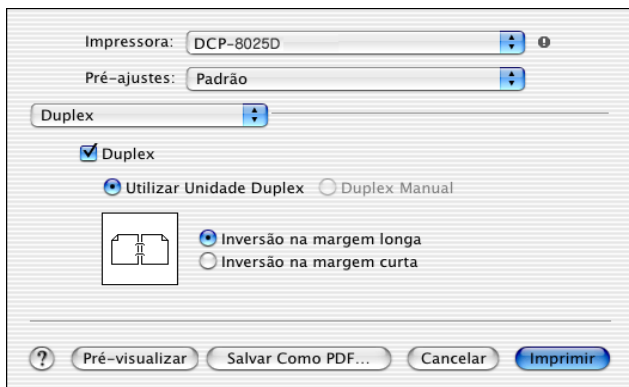 Impressora: DCP-8025D
Pré-ajustes: Padrão
Duplex
Duplex
Utilizar Unidade Duplex Duplex Manual
Inversão na margem longa
Inversão na margem curta
? Pré-visualizar Salvar Como PDF... Cancelar Imprimir